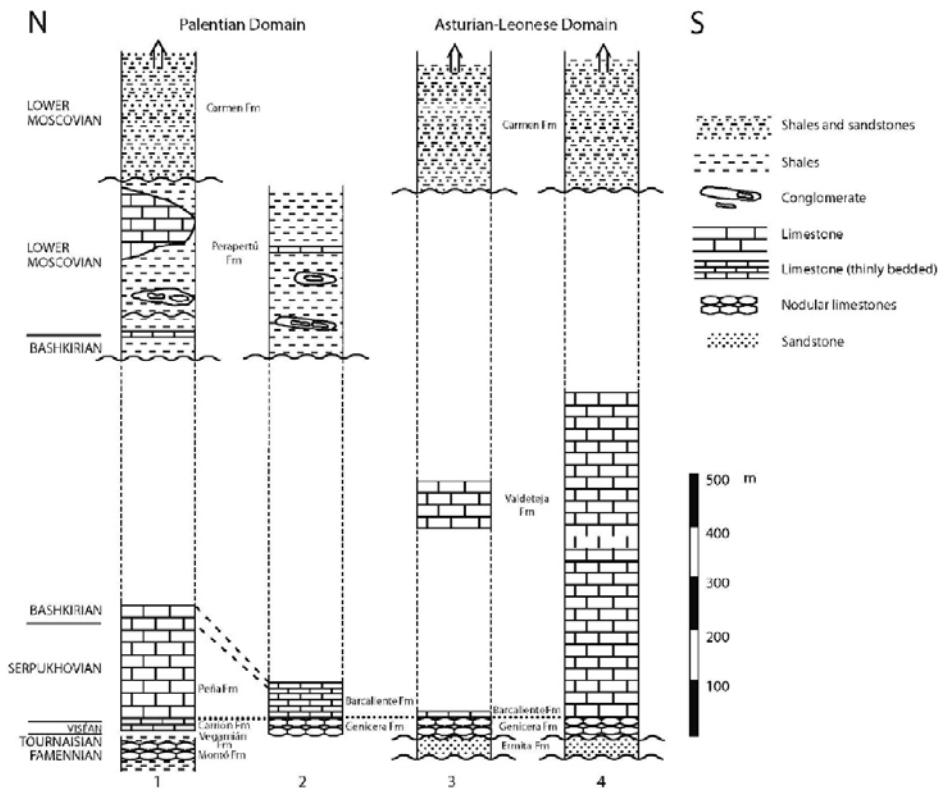 N
Palentian Domain
Asturian-Leonese Domain
S
LOWER
MOSCOVIAN
Carmen Fm
Carmen Fm
Shales and sandstones
Shales
Conglomerate
Limestone
Limestone (thinly bedded)
Nodular limestones
Sandstone
LOWER
MOSCOVIAN
BASHKIRIAN
Perapertú
Fm
Valdeteja
Fm
500 m
400
300
200
100
BASHKIRIAN
SERPUKHOVIAN
VISÉAN
TOURNAISIAN
FAMENNIAN
Peña Fm
Carrión Fm
Vegamián
Fm
Montó Fm
Barcaliente Fm
Genicera Fm
Barcaliente Fm
Genicera Fm
Ermita Fm
1
2
3
4